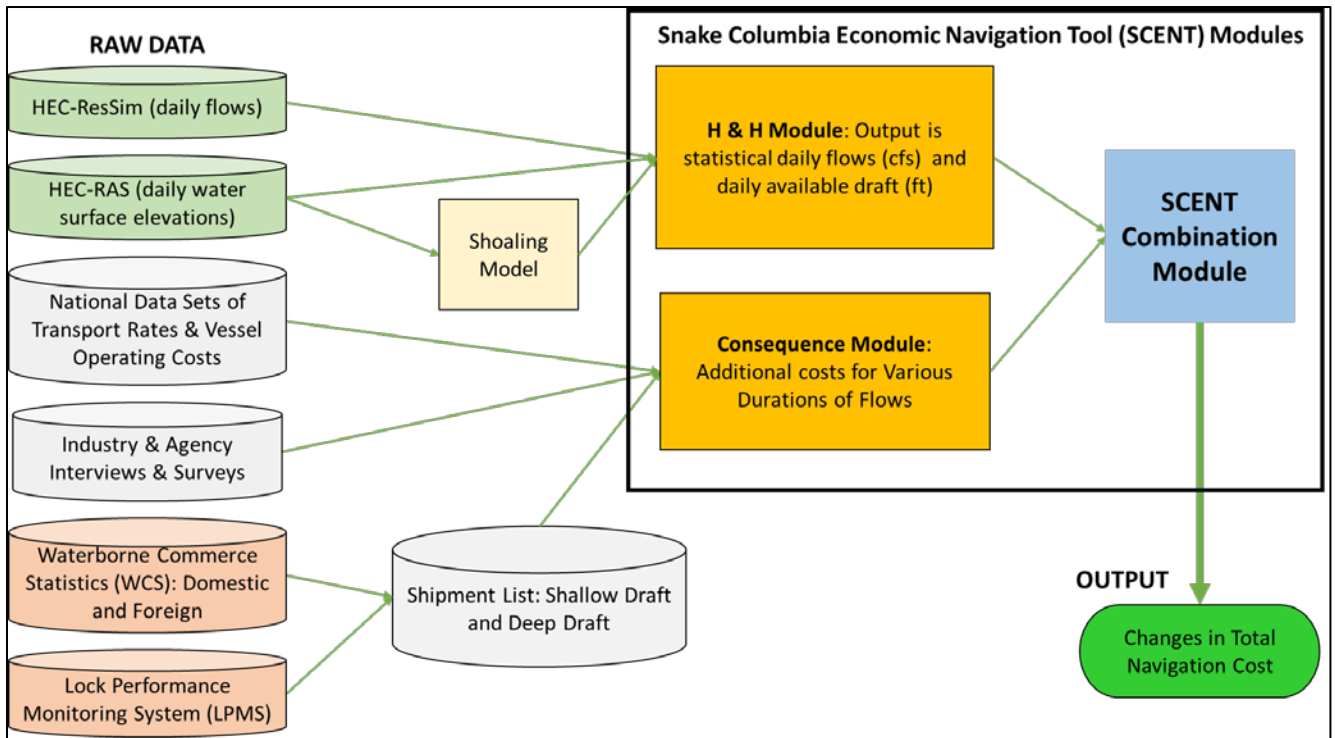 RAW DATA
HEC-ResSim (daily flows)
HEC-RAS (daily water
surface elevations)
National Data Sets of
Transport Rates & Vessel
Operating Costs
Industry & Agency
Interviews & Surveys
Waterborne Commerce
Statistics (WCS): Domestic
and Foreign
Lock Performance
Monitoring System (LPMS)
Shoaling
Model
Shipment List: Shallow Draft
and Deep Draft
Snake Columbia Economic Navigation Tool (SCENT) Modules
H & H Module: Output is
statistical daily flows (cfs) and
daily available draft (ft)
Consequence Module:
Additional costs for Various
Durations of Flows
SCENT
Combination
Module
OUTPUT
Changes in Total
Navigation Cost